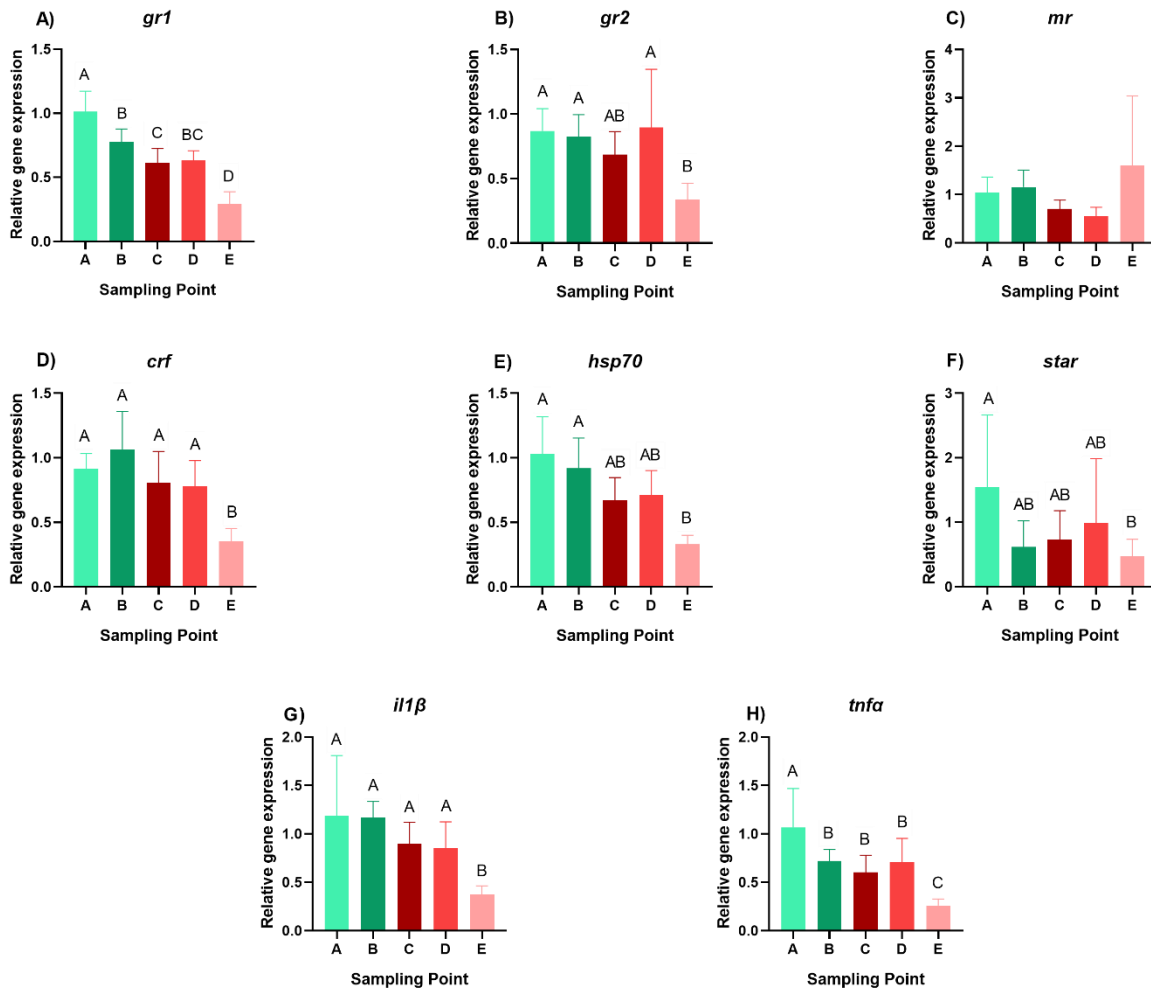 A) gr1
Relative gene expression
1.5
1.0
0.5
0.0
A
B
C
BC
D
A B C D E
Sampling Point
B) gr2
Relative gene expression
1.5
1.0
0.5
0.0
A
A
AB
A
B
A B C D E
Sampling Point
C) mr
Relative gene expression
4
3
2
1
0
A B C D E
Sampling Point
D) crf
Relative gene expression
1.5
1.0
0.5
0.0
A
A
A
A
B
A B C D E
Sampling Point
E) hsp70
Relative gene expression
1.5
1.0
0.5
0.0
A
A
AB
AB
B
A B C D E
Sampling Point
F) star
Relative gene expression
3
2
1
0
A
AB
AB
AB
B
A B C D E
Sampling Point
G) il1β
Relative gene expression
2.0
1.5
1.0
0.5
0.0
A
A
A
A
B
A B C D E
Sampling Point
H) tnfα
Relative gene expression
2.0
1.5
1.0
0.5
0.0
A
B
B
B
C
A B C D E
Sampling Point